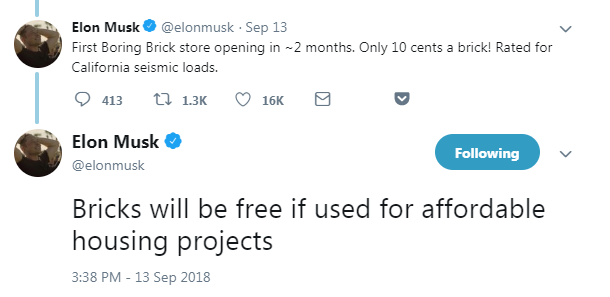 Elon Musk @elonmusk · Sep 13
First Boring Brick store opening in ~2 months. Only 10 cents a brick! Rated for
California seismic loads.
413 1.3K 16K
Elon Musk
@elonmusk
Following
Bricks will be free if used for affordable
housing projects
3:38 PM - 13 Sep 2018